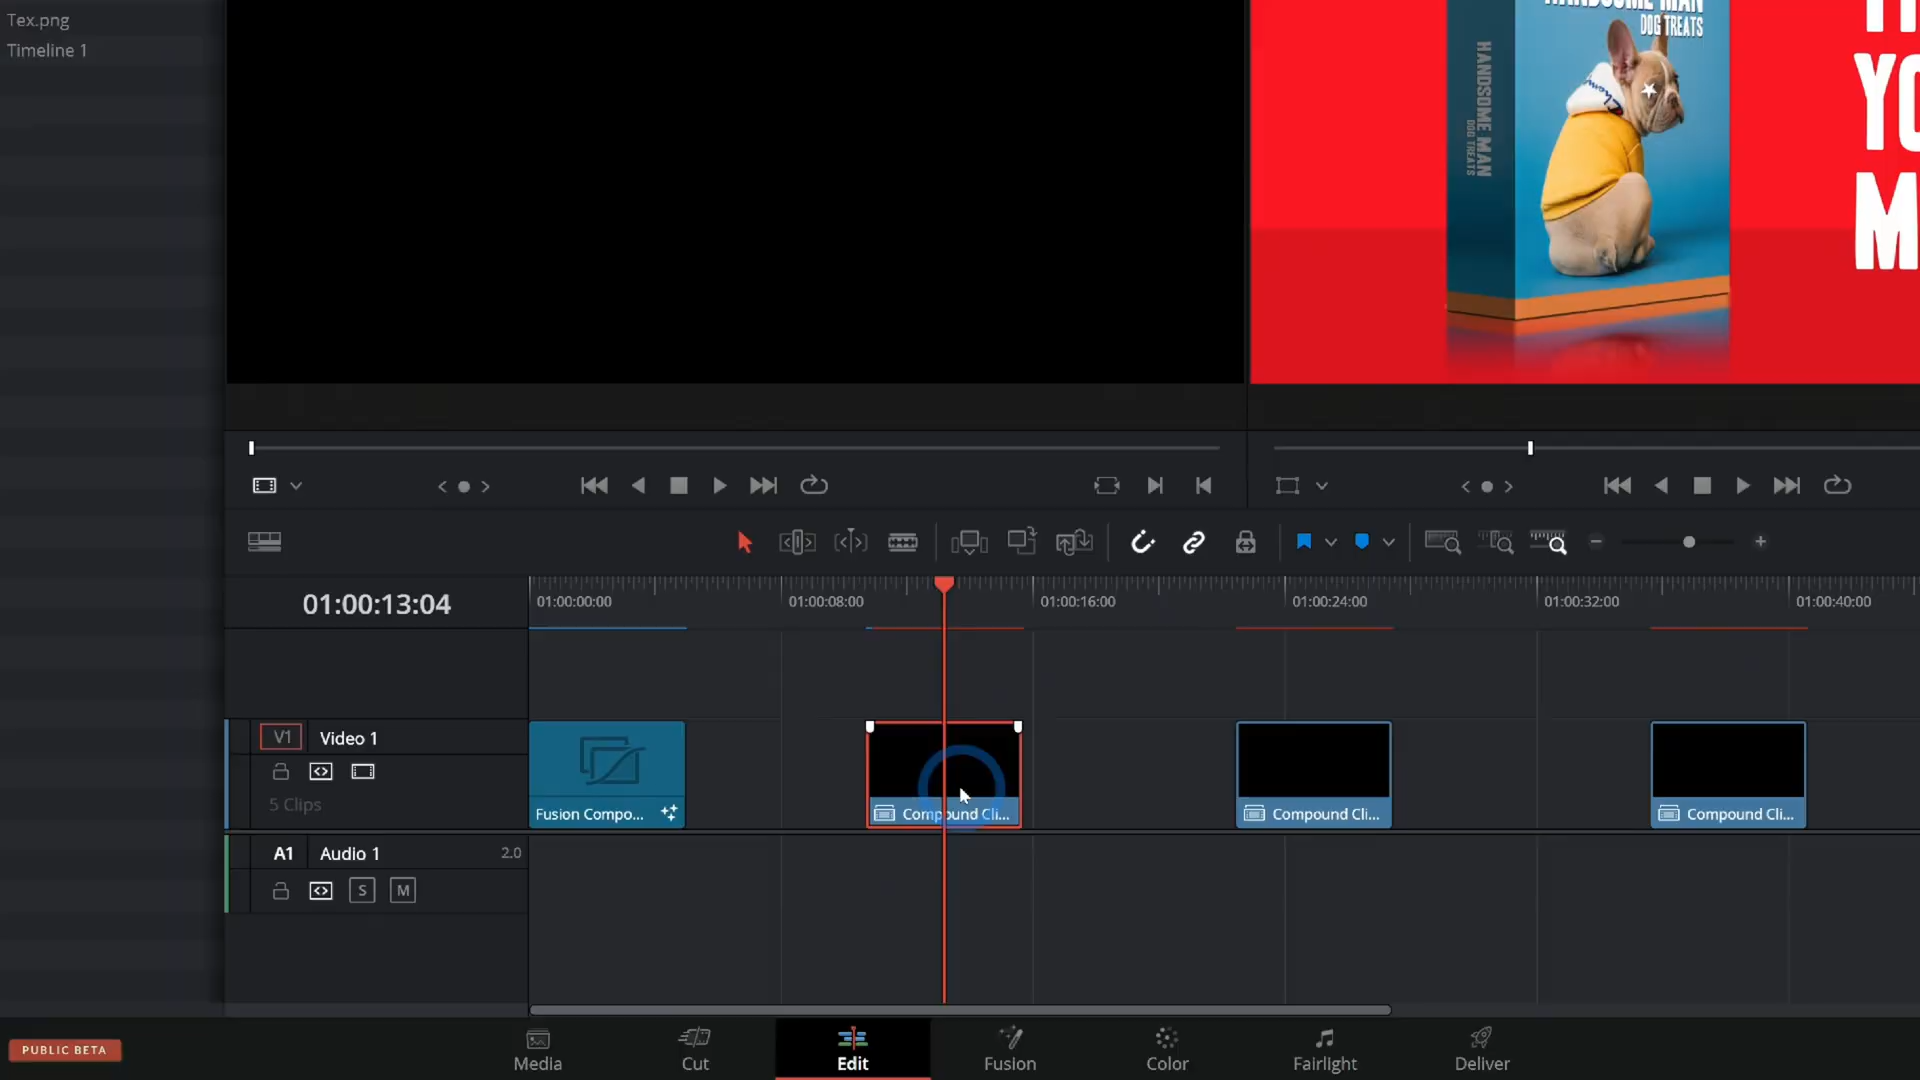 Tex.png
Timeline 1
HANDSOME MAN
DOG TREATS
HANDSOME MAN
DOG TREATS
YO
M
01:00:13:04
01:00:00:00
01:00:08:00
01:00:16:00
01:00:24:00
01:00:32:00
01:00:40:00
V1
Video 1
5 Clips
Fusion Compo...
Compound Cli...
Compound Cli...
Compound Cli...
A1
Audio 1
2.0
S
M
PUBLIC BETA
Media
Cut
Edit
Fusion
Color
Fairlight
Deliver